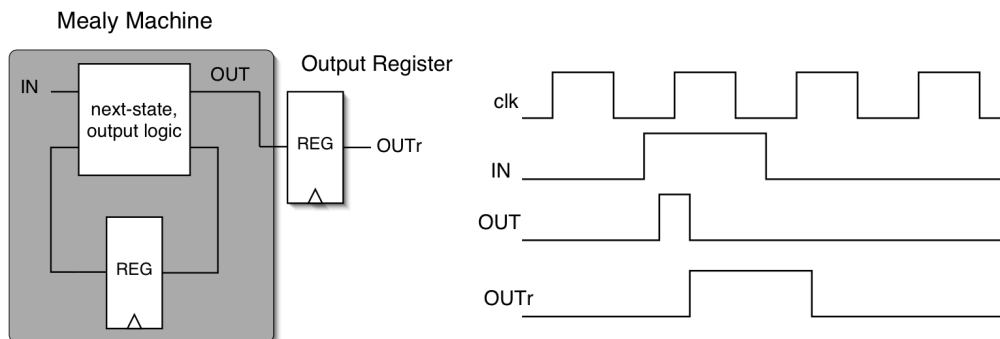 Mealy Machine
IN
OUT
next-state,
output logic
REG
Output Register
REG
OUTr
clk
IN
OUT
OUTr